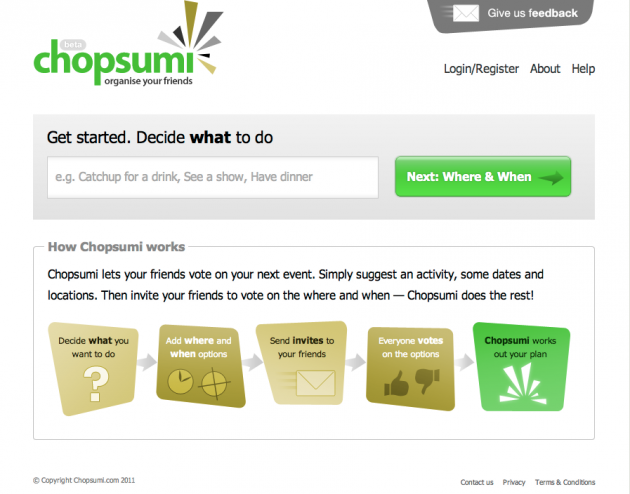 Give us feedback
beta
chopsumi
organise your friends
Login/Register About Help
Get started. Decide what to do
e.g. Catchup for a drink, See a show, Have dinner
Next: Where & When
How Chopsumi works
Chopsumi lets your friends vote on your next event. Simply suggest an activity, some dates and
locations. Then invite your friends to vote on the where and when — Chopsumi does the rest!
Decide what you
want to do
?
Add where and
when options
Send invites to
your friends
Everyone votes
on the options
Chopsumi works
out your plan
© Copyright Chopsumi.com 2011
Contact us Privacy Terms & Conditions